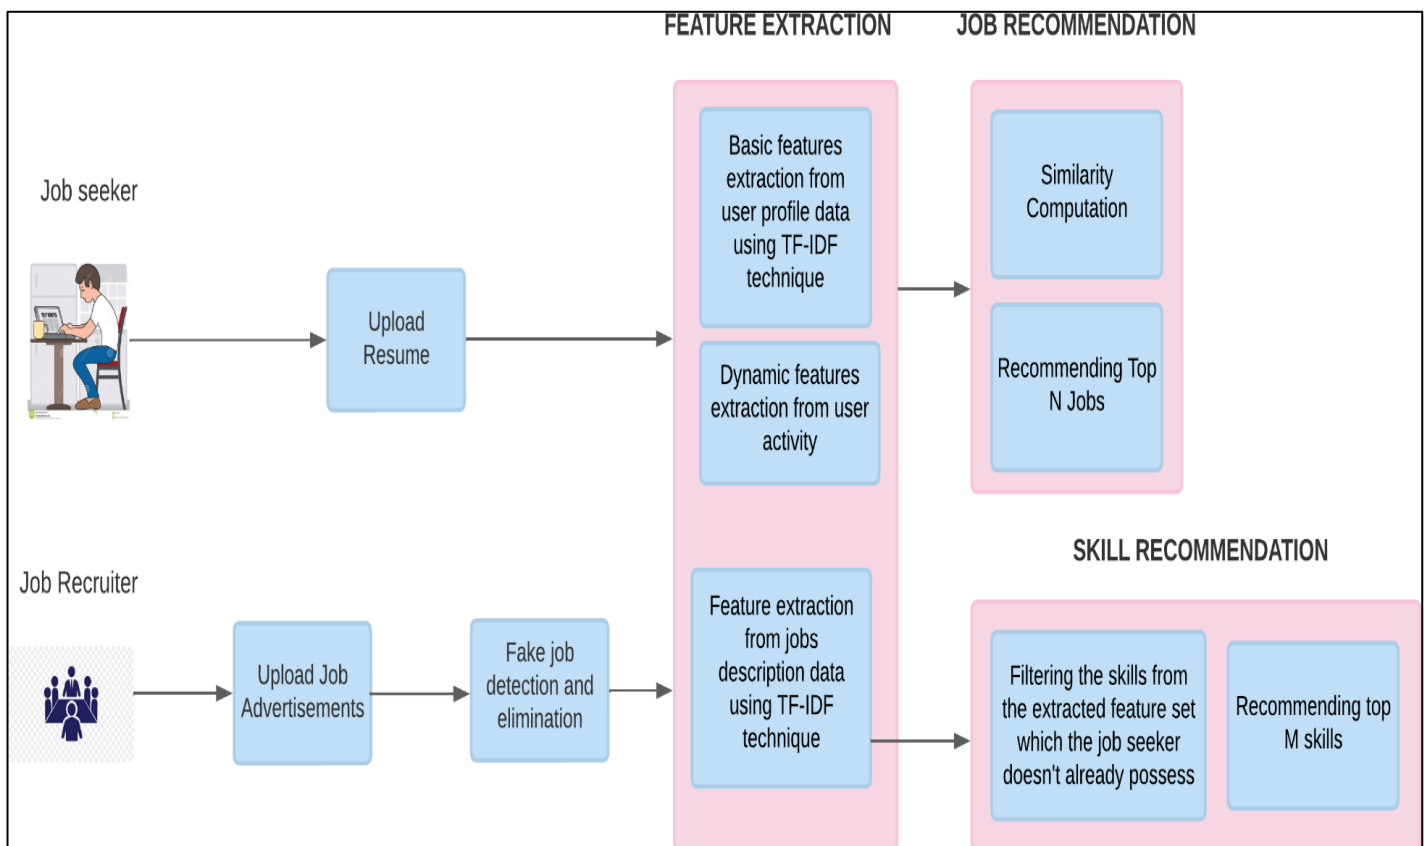 FEATURE EXTRACTION
JOB RECOMMENDATION
Basic features
extraction from
user profile data
using TF-IDF
technique
Similarity
Computation
Job seeker
Upload
Resume
Dynamic features
extraction from user
activity
Recommending Top
N Jobs
SKILL RECOMMENDATION
Job Recruiter
Upload Job
Advertisements
Fake job
detection and
elimination
Feature extraction
from jobs
description data
using TF-IDF
technique
Filtering the skills from
the extracted feature set
which the job seeker
doesn't already possess
Recommending top
M skills